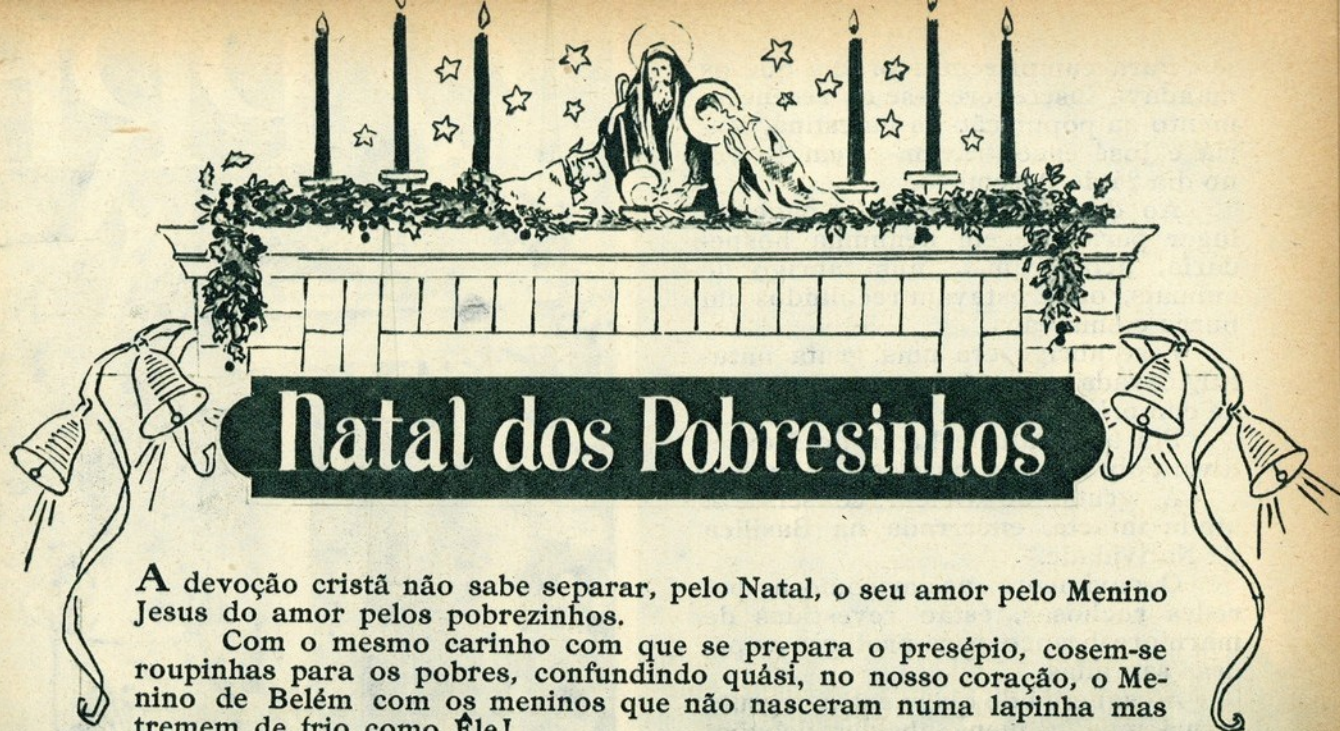 Natal dos Pobresinhos
A devoção cristã não sabe separar, pelo Natal, o seu amor pelo Menino
Jesus do amor pelos pobrezinhos.
Com o mesmo carinho com que se prepara o presépio, cosem-se
roupinhas para os pobres, confundindo quási, no nosso coração, o Me-
nino de Belém com os meninos que não nasceram numa lapinha mas
tremem de frio como Êle!